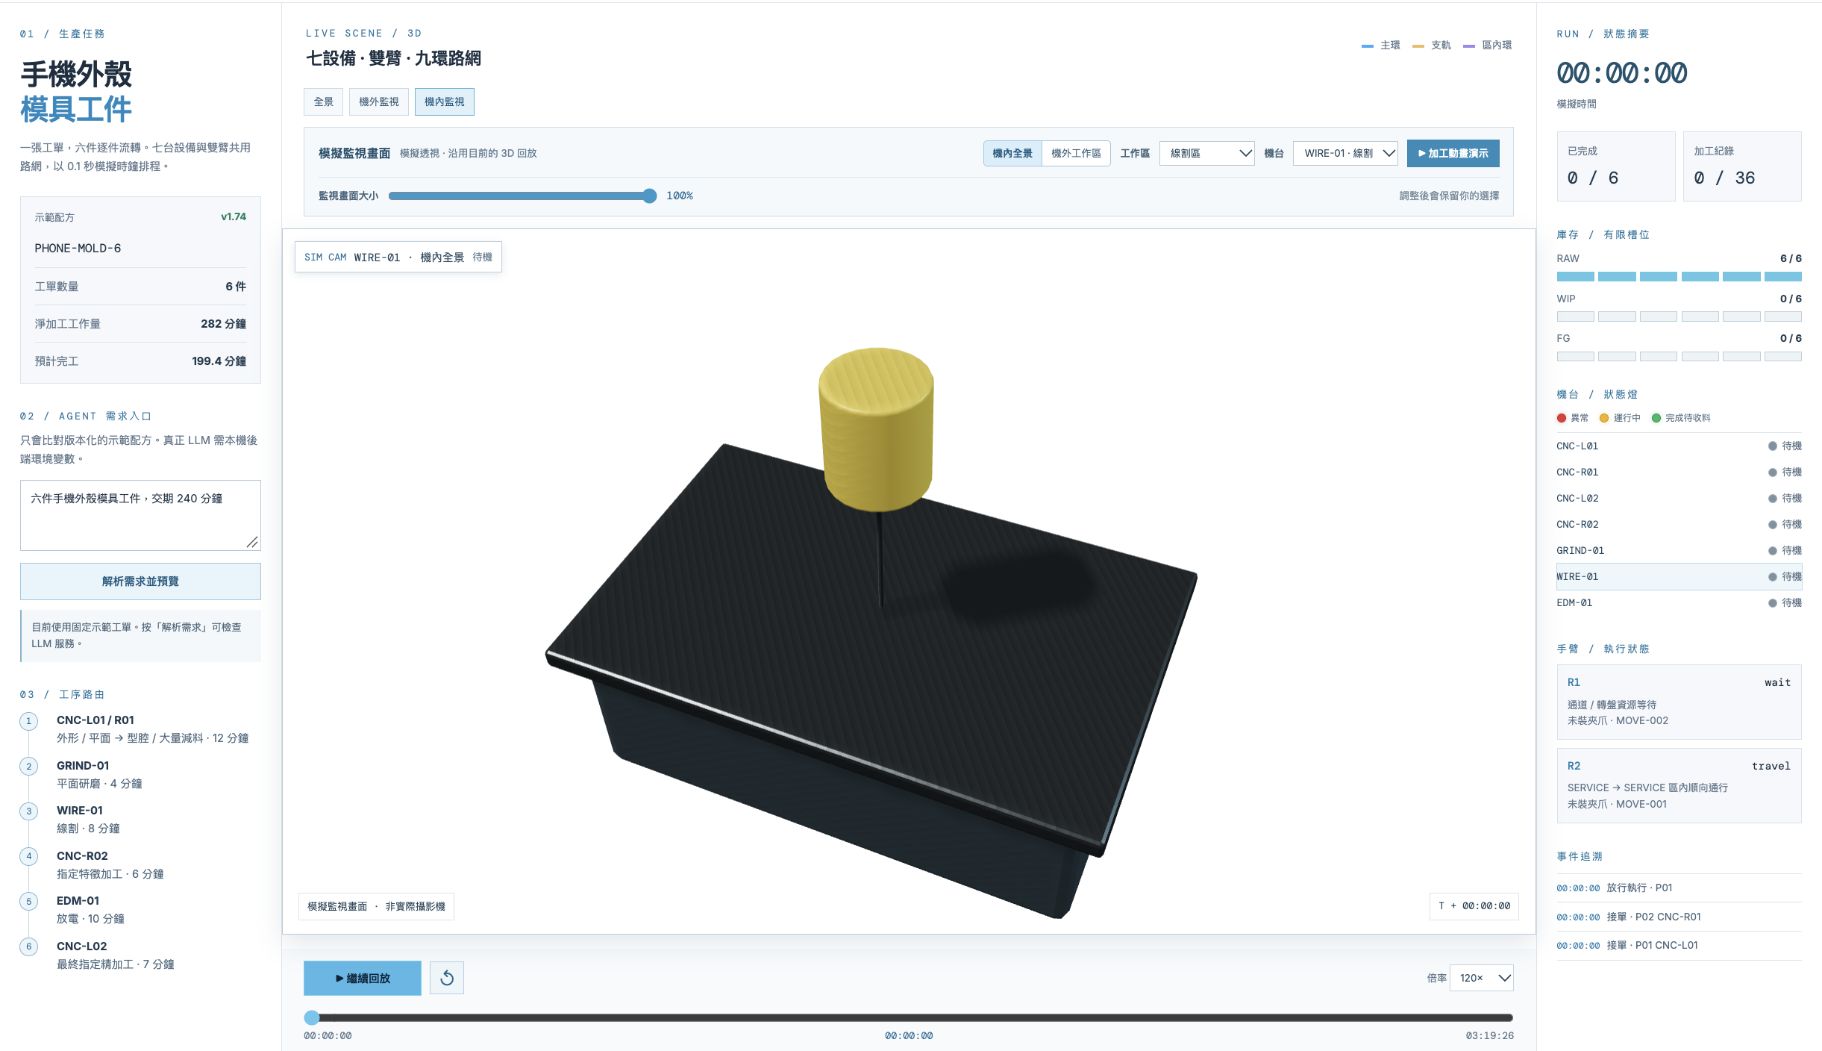 01 / 生產任務
手機外殼
模具工件
一張工單，六件逐件流轉。七台設備與雙臂共用
路網，以 0.1 秒模擬時鐘排程。
示範配方 v1.74
PHONE-MOLD-6
工單數量 6 件
淨加工工作量 282 分鐘
預計完工 199.4 分鐘
02 / AGENT 需求入口
只會比對版本化的示範配方。真正 LLM 需本機後
端環境變數。
六件手機外殼模具工件，交期 240 分鐘
解析需求並預覽
目前使用固定示範工單。按「解析需求」可檢查
LLM 服務。
03 / 工序路由
1 CNC-L01 / R01
外形 / 平面 → 型腔 / 大量減料 · 12 分鐘
2 GRIND-01
平面研磨 · 4 分鐘
3 WIRE-01
線割 · 8 分鐘
4 CNC-R02
指定特徵加工 · 6 分鐘
5 EDM-01
放電 · 10 分鐘
6 CNC-L02
最終指定精加工 · 7 分鐘
LIVE SCENE / 3D
七設備 · 雙臂 · 九環路網
主環 支軌 區內環
全景 機外監視 機內監視
模擬監視畫面 模擬透視 · 沿用目前的 3D 回放
機內全景 機外工作區 工作區 線割區 機台 WIRE-01 · 線割 加工動畫演示
監視畫面大小 100% 調整後會保留你的選擇
SIM CAM WIRE-01 · 機內全景 待機
模擬監視畫面 · 非實際攝影機
T + 00:00:00
繼續回放
倍率 120×
00:00:00 00:00:00 03:19:26
RUN / 狀態摘要
00:00:00
模擬時間
已完成 加工紀錄
0 / 6 0 / 36
庫存 / 有限槽位
RAW 6 / 6
WIP 0 / 6
FG 0 / 6
機台 / 狀態燈
異常 運行中 完成待收料
CNC-L01 待機
CNC-R01 待機
CNC-L02 待機
CNC-R02 待機
GRIND-01 待機
WIRE-01 待機
EDM-01 待機
手臂 / 執行狀態
R1 wait
通道 / 轉盤資源等待
未裝夾爪 · MOVE-002
R2 travel
SERVICE → SERVICE 區內順向通行
未裝夾爪 · MOVE-001
事件追溯
00:00:00 放行執行 · P01
00:00:00 接單 · P02 CNC-R01
00:00:00 接單 · P01 CNC-L01